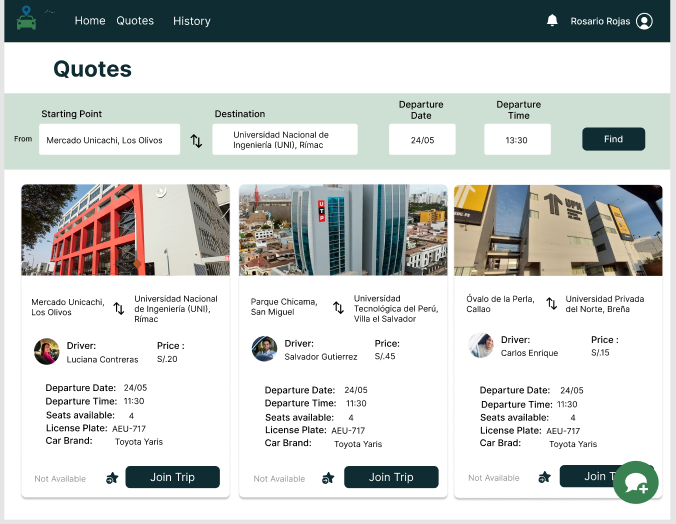 Home Quotes History Rosario Rojas
Quotes
Starting Point
Destination
Departure
Date
Departure
Time
From
Mercado Unicachi, Los Olivos
Universidad Nacional de
Ingeniería (UNI), Rímac
24/05
13:30
Find
UTP
UPN
Mercado Unicachi,
Los Olivos
Universidad Nacional
de Ingeniería (UNI),
Rímac
Driver:
Luciana Contreras
Price :
S/.20
Departure Date: 24/05
Departure Time: 11:30
Seats available: 4
License Plate: AEU-717
Car Brand: Toyota Yaris
Not Available
Join Trip
Parque Chicama,
San Miguel
Universidad
Tecnológica del Perú,
Villa el Salvador
Driver:
Salvador Gutierrez
Price:
S/.45
Departure Date: 24/05
Departure Time: 11:30
Seats available: 4
License Plate: AEU-717
Car Brand: Toyota Yaris
Not Available
Join Trip
Óvalo de la Perla,
Callao
Universidad Privada
del Norte, Breña
Driver:
Carlos Enrique
Price :
S/.15
Departure Date: 24/05
Departure Time: 11:30
Seats available: 4
License Plate: AEU-717
Car Brad: Toyota Yaris
Not Available
Join T